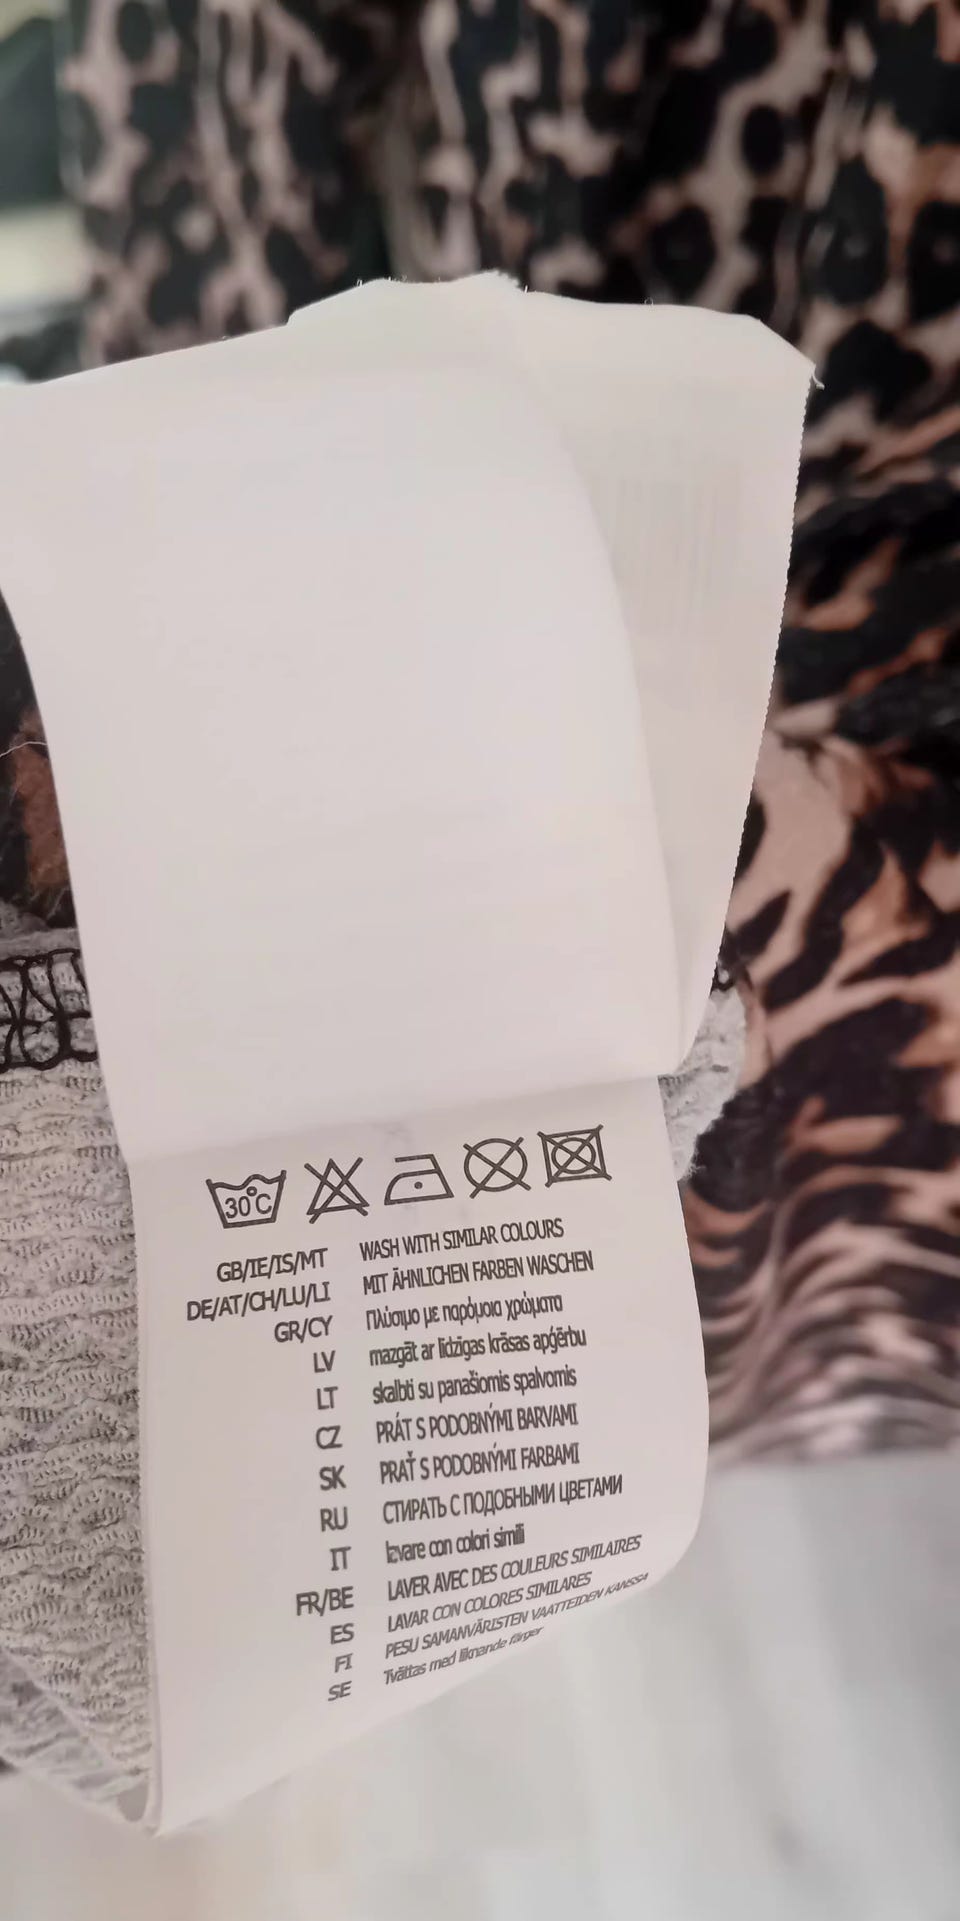 30°C
GB/IE/IS/MT WASH WITH SIMILAR COLOURS
DE/AT/CH/LU/LI MIT ÄHNLICHEN FARBEN WASCHEN
GR/CY Πλύσιμο με παρόμοια χρώματα
LV mazgāt ar līdzīgas krāsas apģērbu
LT skalbti su panašiomis spalvomis
CZ PRÁT S PODOBNÝMI BARVAMI
SK PRAŤ S PODOBNÝMI FARBAMI
RU СТИРАТЬ С ПОДОБНЫМИ ЦВЕТАМИ
IT lavare con colori simili
FR/BE LAVER AVEC DES COULEURS SIMILAIRES
ES LAVAR CON COLORES SIMILARES
FI PESU SAMANVÄRISTEN VAATTEIDEN KANSSA
SE Tvättas med liknande färger